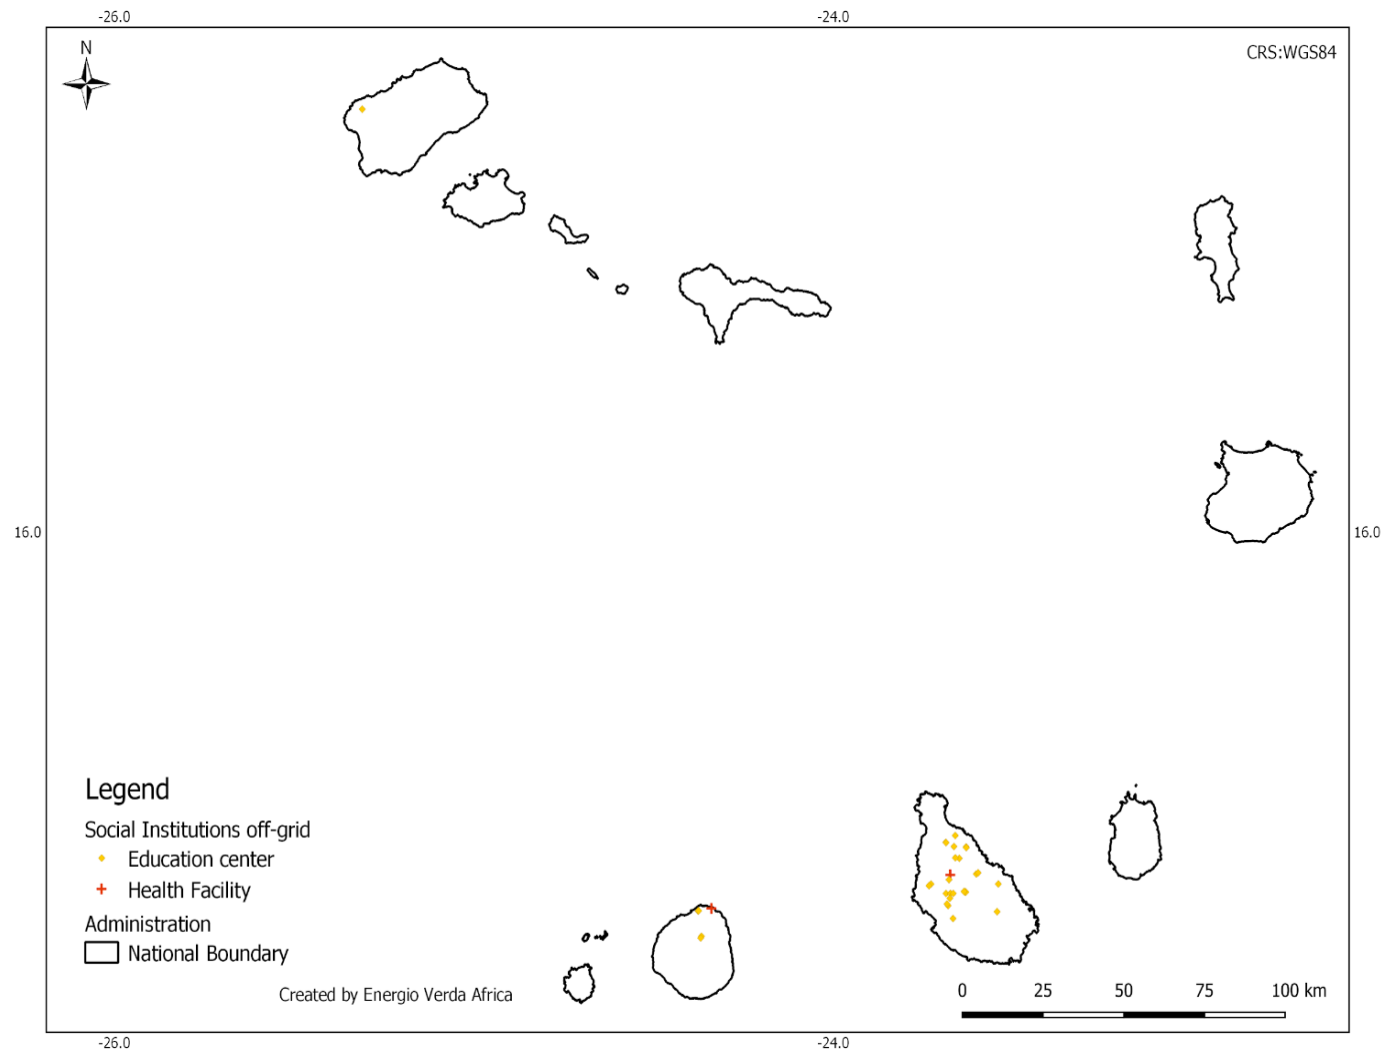 -26.0
-24.0
N
CRS:WGS84
16.0
16.0
Legend
Social Institutions off-grid
Education center
Health Facility
Administration
National Boundary
Created by Energio Verda Africa
0 25 50 75 100 km
-26.0
-24.0